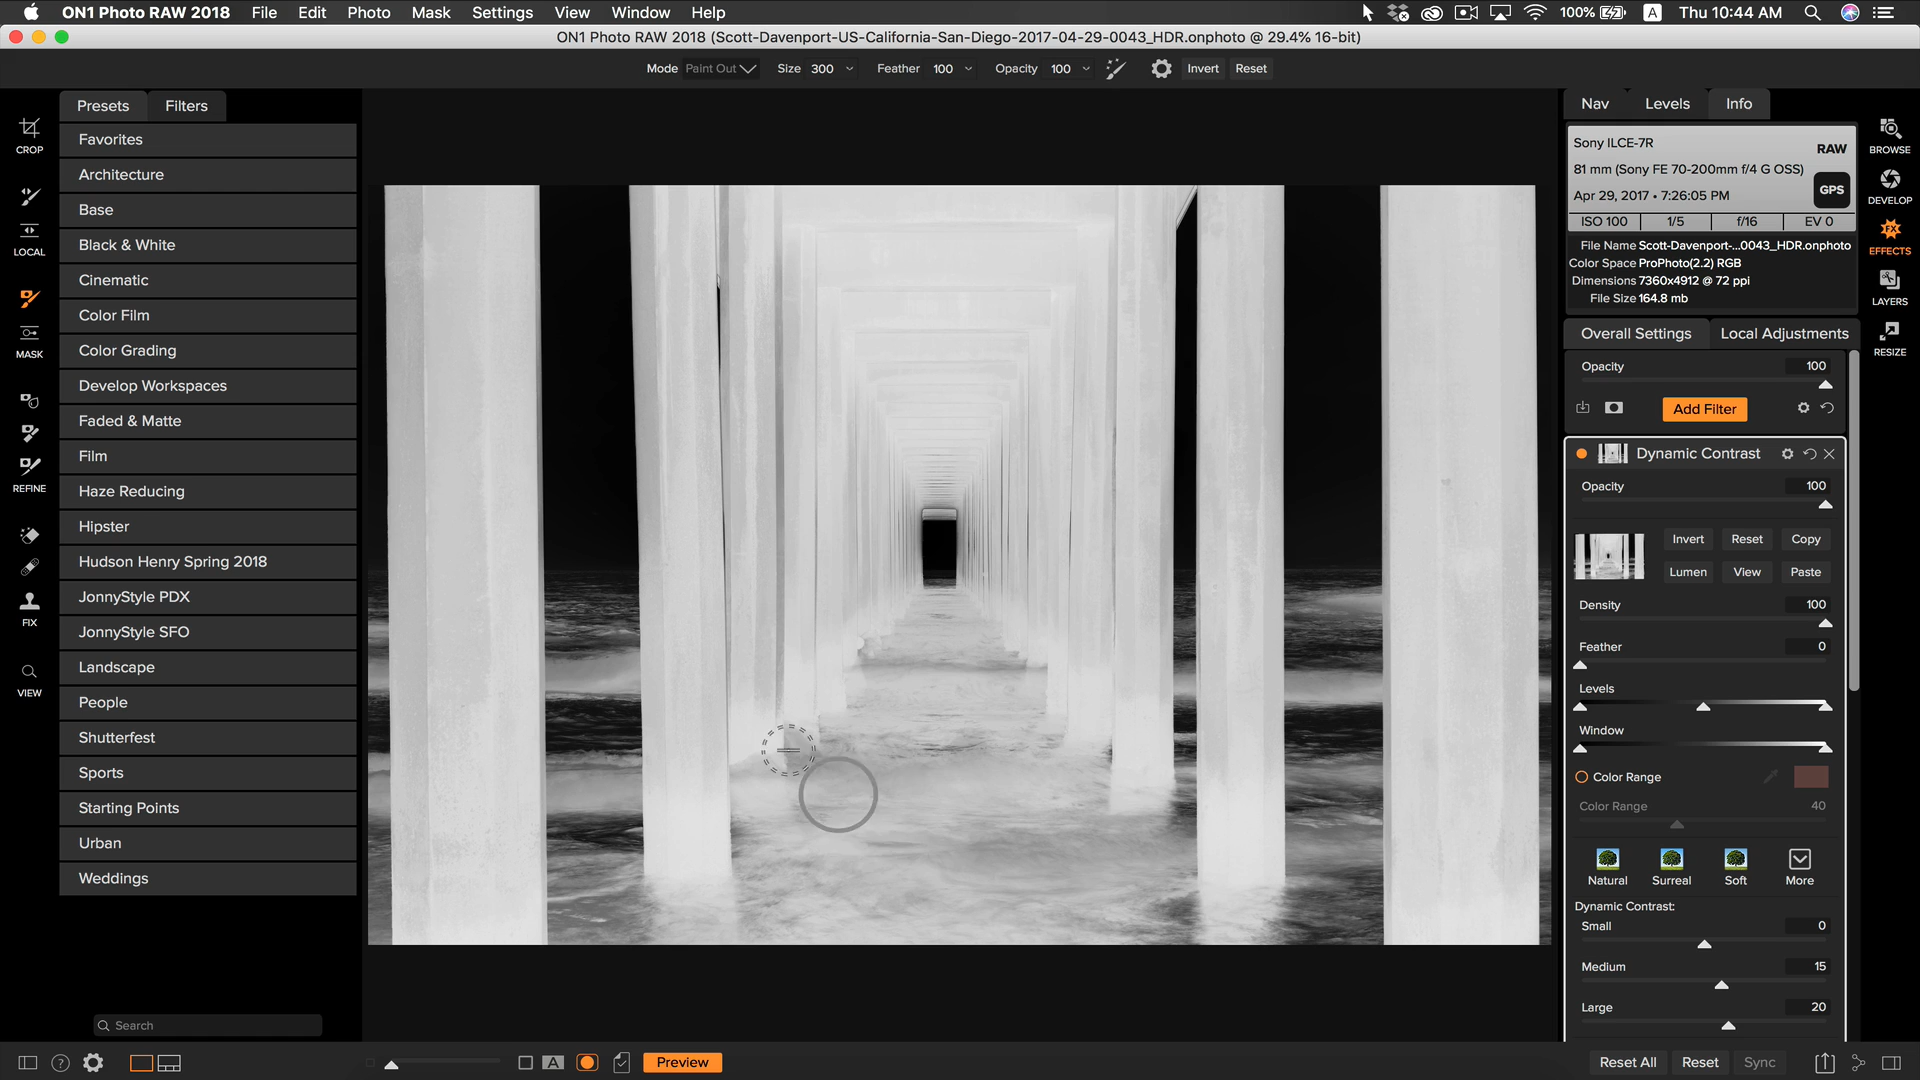 ON1 Photo RAW 2018 File Edit Photo Mask Settings View Window Help 100% A Thu 10:44 AM
ON1 Photo RAW 2018 (Scott-Davenport-US-California-San-Diego-2017-04-29-0043_HDR.onphoto @ 29.4% 16-bit)
Mode Paint Out Size 300 Feather 100 Opacity 100 Invert Reset
Presets Filters
Favorites
Architecture
Base
Black & White
Cinematic
Color Film
Color Grading
Develop Workspaces
Faded & Matte
Film
Haze Reducing
Hipster
Hudson Henry Spring 2018
JonnyStyle PDX
JonnyStyle SFO
Landscape
People
Shutterfest
Sports
Starting Points
Urban
Weddings
Search
CROP
LOCAL
MASK
REFINE
FIX
VIEW
Nav Levels Info
Sony ILCE-7R
RAW
81 mm (Sony FE 70-200mm f/4 G OSS)
Apr 29, 2017 • 7:26:05 PM
GPS
ISO 100 1/5 f/16 EV 0
File Name Scott-Davenport-...0043_HDR.onphoto
Color Space ProPhoto(2.2) RGB
Dimensions 7360x4912 @ 72 ppi
File Size 164.8 mb
Overall Settings Local Adjustments
Opacity 100
Add Filter
Dynamic Contrast
Opacity 100
Invert Reset Copy
Lumen View Paste
Density 100
Feather 0
Levels
Window
Color Range
Color Range 40
Natural Surreal Soft More
Dynamic Contrast:
Small 0
Medium 15
Large 20
BROWSE
DEVELOP
FX
EFFECTS
LAYERS
RESIZE
? A Preview
Reset All Reset Sync